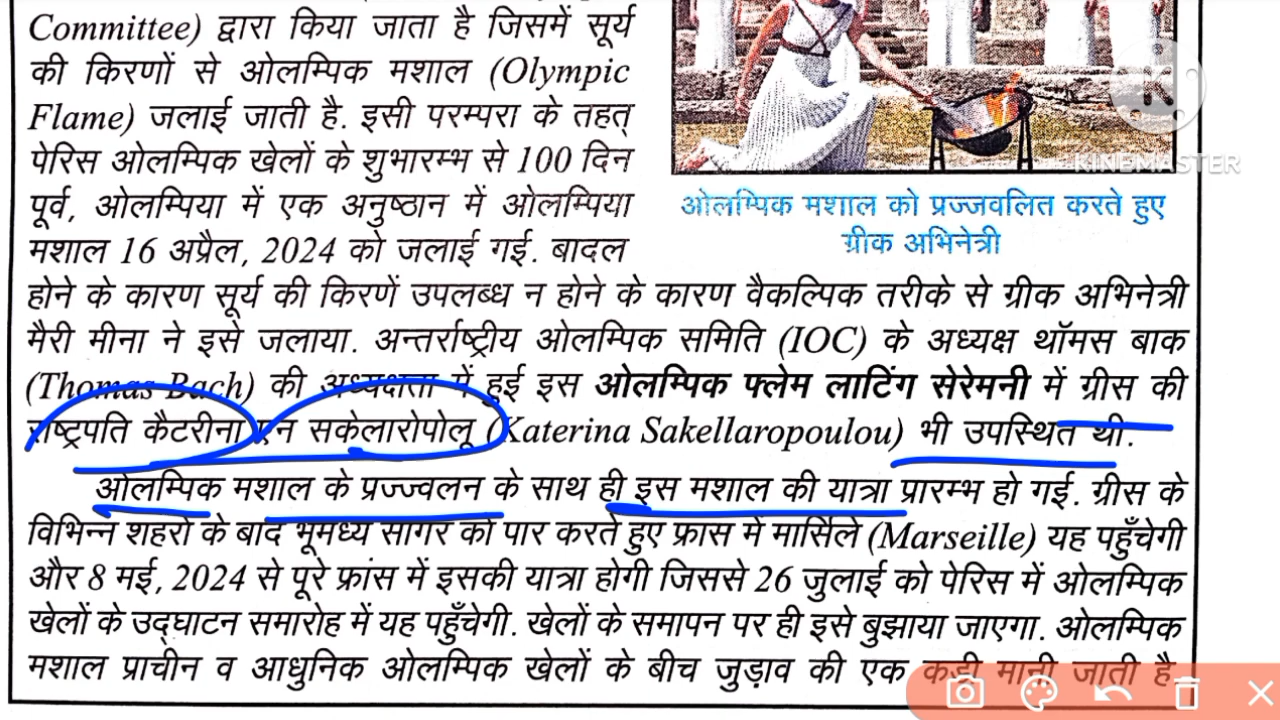 Committee) द्वारा किया जाता है जिसमें सूर्य
की किरणों से ओलम्पिक मशाल (Olympic
Flame) जलाई जाती है. इसी परम्परा के तहत्
पेरिस ओलम्पिक खेलों के शुभारम्भ से 100 दिन
पूर्व, ओलम्पिया में एक अनुष्ठान में ओलम्पिया
मशाल 16 अप्रैल, 2024 को जलाई गई. बादल
K
KINEMASTER
ओलम्पिक मशाल को प्रज्जवलित करते हुए
ग्रीक अभिनेत्री
होने के कारण सूर्य की किरणें उपलब्ध न होने के कारण वैकल्पिक तरीके से ग्रीक अभिनेत्री
मैरी मीना ने इसे जलाया. अन्तर्राष्ट्रीय ओलम्पिक समिति (IOC) के अध्यक्ष थॉमस बाक
(Thomas Bach) की अध्यक्षता में हुई इस ओलम्पिक फ्लेम लाटिंग सेरेमनी में ग्रीस की
राष्ट्रपति कैटरीना एन सकेलारोपोलू (Katerina Sakellaropoulou) भी उपस्थित थी.
ओलम्पिक मशाल के प्रज्ज्वलन के साथ ही इस मशाल की यात्रा प्रारम्भ हो गई. ग्रीस के
विभिन्न शहरों के बाद भूमध्य सागर को पार करते हुए फ्रांस में मार्सिले (Marseille) यह पहुँचेगी
और 8 मई, 2024 से पूरे फ्रांस में इसकी यात्रा होगी जिससे 26 जुलाई को पेरिस में ओलम्पिक
खेलों के उद्घाटन समारोह में यह पहुँचेगी. खेलों के समापन पर ही इसे बुझाया जाएगा. ओलम्पिक
मशाल प्राचीन व आधुनिक ओलम्पिक खेलों के बीच जुड़ाव की एक कड़ी मानी जाती है.